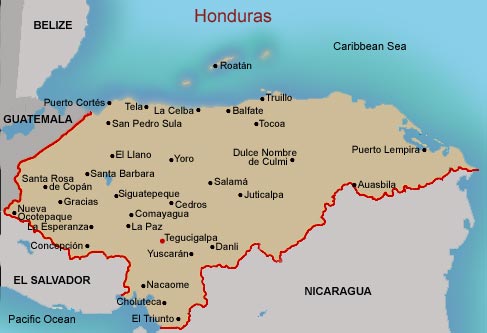 Honduras
BELIZE
Caribbean Sea
Roatán
Puerto Cortés
Tela
La Celba
Truillo
Balfate
GUATEMALA
San Pedro Sula
Tocoa
El Llano
Yoro
Dulce Nombre
de Culmi
Puerto Lempira
Santa Rosa
de Copán
Santa Barbara
Salamá
Auasbila
Gracias
Siguatepeque
Cedros
Juticalpa
Nueva
Ocotepaque
Comayagua
La Esperanza
La Paz
Tegucigalpa
Concepción
Yuscarán
Danli
EL SALVADOR
Nacaome
NICARAGUA
Choluteca
El Triunto
Pacific Ocean